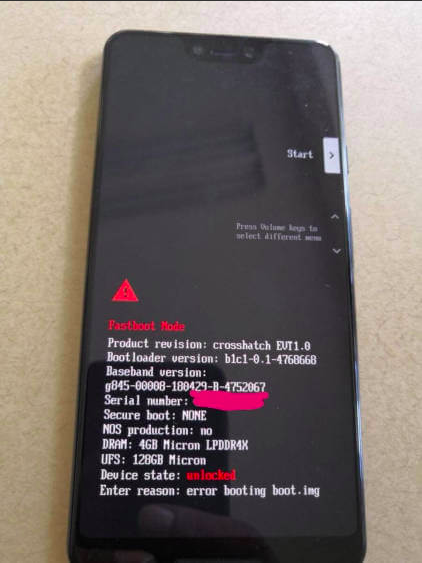 Start
Press Volume keys to
select different menu
Fastboot Mode
Product revision: crosshatch EVT1.0
Bootloader version: b1c1-0.1-4768668
Baseband version:
g845-00008-180429-B-4752067
Serial number:
Secure boot: NONE
NOS production: no
DRAM: 4GB Micron LPDDR4X
UFS: 128GB Micron
Device state: unlocked
Enter reason: error booting boot.img